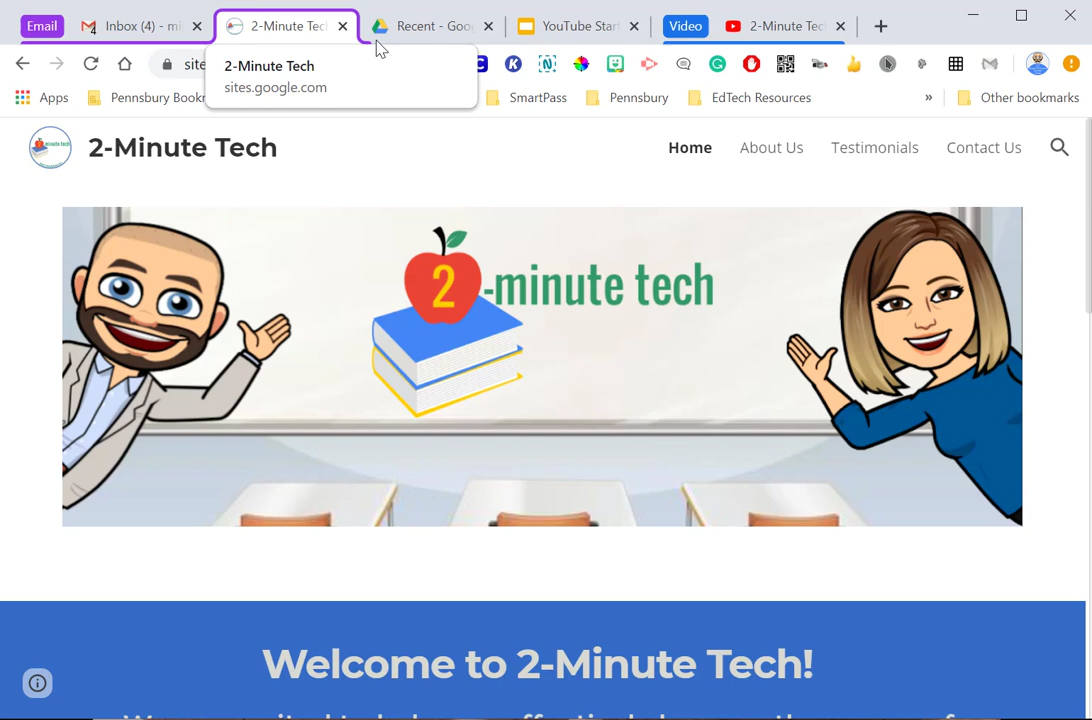 Email
Inbox (4) - mi
2-Minute Tec
Recent - Goo
YouTube Star
Video
2-Minute Tec
site
2-Minute Tech
sites.google.com
Apps
Pennsbury Bookm
SmartPass
Pennsbury
EdTech Resources
»
Other bookmarks
2-Minute Tech
Home
About Us
Testimonials
Contact Us
2-minute tech
Welcome to 2-Minute Tech!